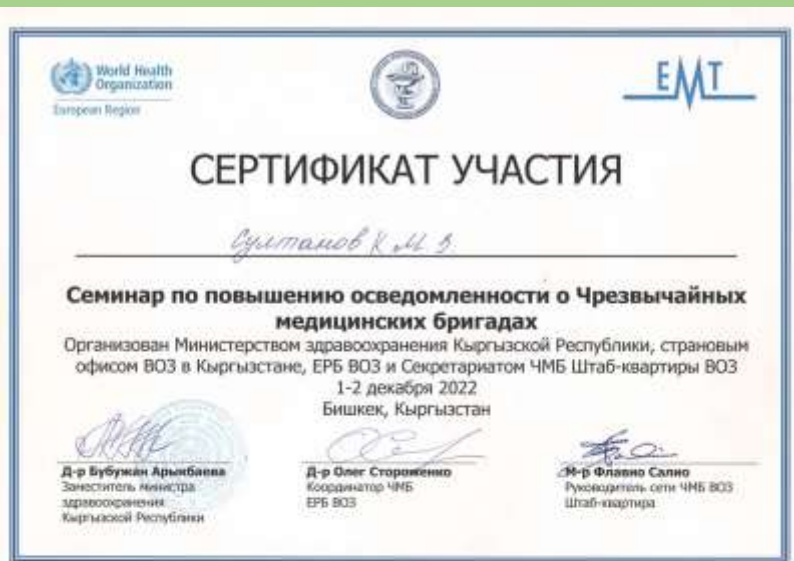 World Health
Organization
European Region
EMT
СЕРТИФИКАТ УЧАСТИЯ
Султанов К. М. З.
Семинар по повышению осведомленности о Чрезвычайных
медицинских бригадах
Организован Министерством здравоохранения Кыргызской Республики, страновым
офисом ВОЗ в Кыргызстане, ЕРБ ВОЗ и Секретариатом ЧМБ Штаб-квартиры ВОЗ
1-2 декабря 2022
Бишкек, Кыргызстан
Д-р Бубужан Арыкбаева
Заместитель министра
здравоохранения
Кыргызской Республики
Д-р Олег Стороженко
Координатор ЧМБ
ЕРБ ВОЗ
М-р Флавио Салио
Руководитель сети ЧМБ ВОЗ
Штаб-квартира